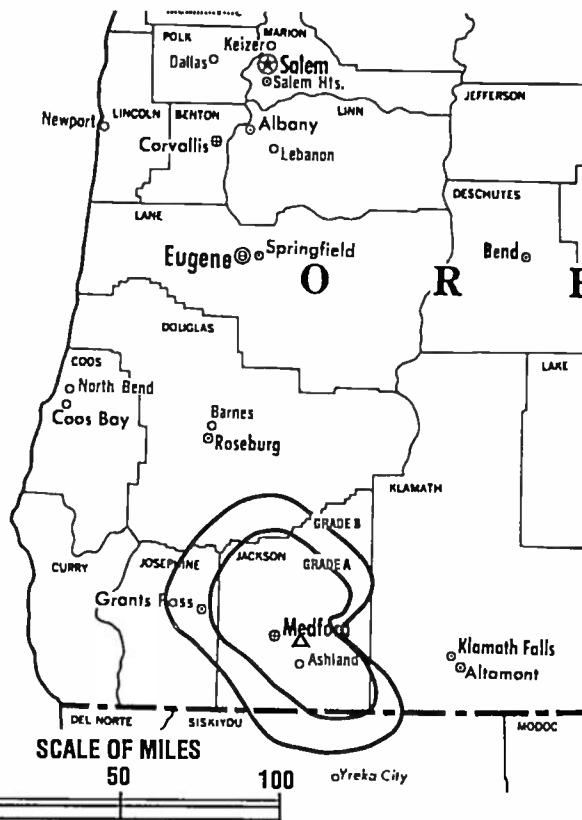 POLK
MARION
Keizer
Dallas
Salem
Salem Hts.
JEFFERSON
Newport
LINCOLN
BENTON
LINN
Albany
Corvallis
Lebanon
DESCHUTES
LANE
Eugene
Springfield
Bend
O R
DOUGLAS
COOS
LAKE
North Bend
Coos Bay
Barnes
Roseburg
KLAMATH
GRADE B
CURRY
JOSEPHINE
JACKSON
GRADE A
Grants Pass
Medford
Ashland
Klamath Falls
Altamont
DEL NORTE
SISKIYOU
MODOC
SCALE OF MILES
50 100
Yreka City